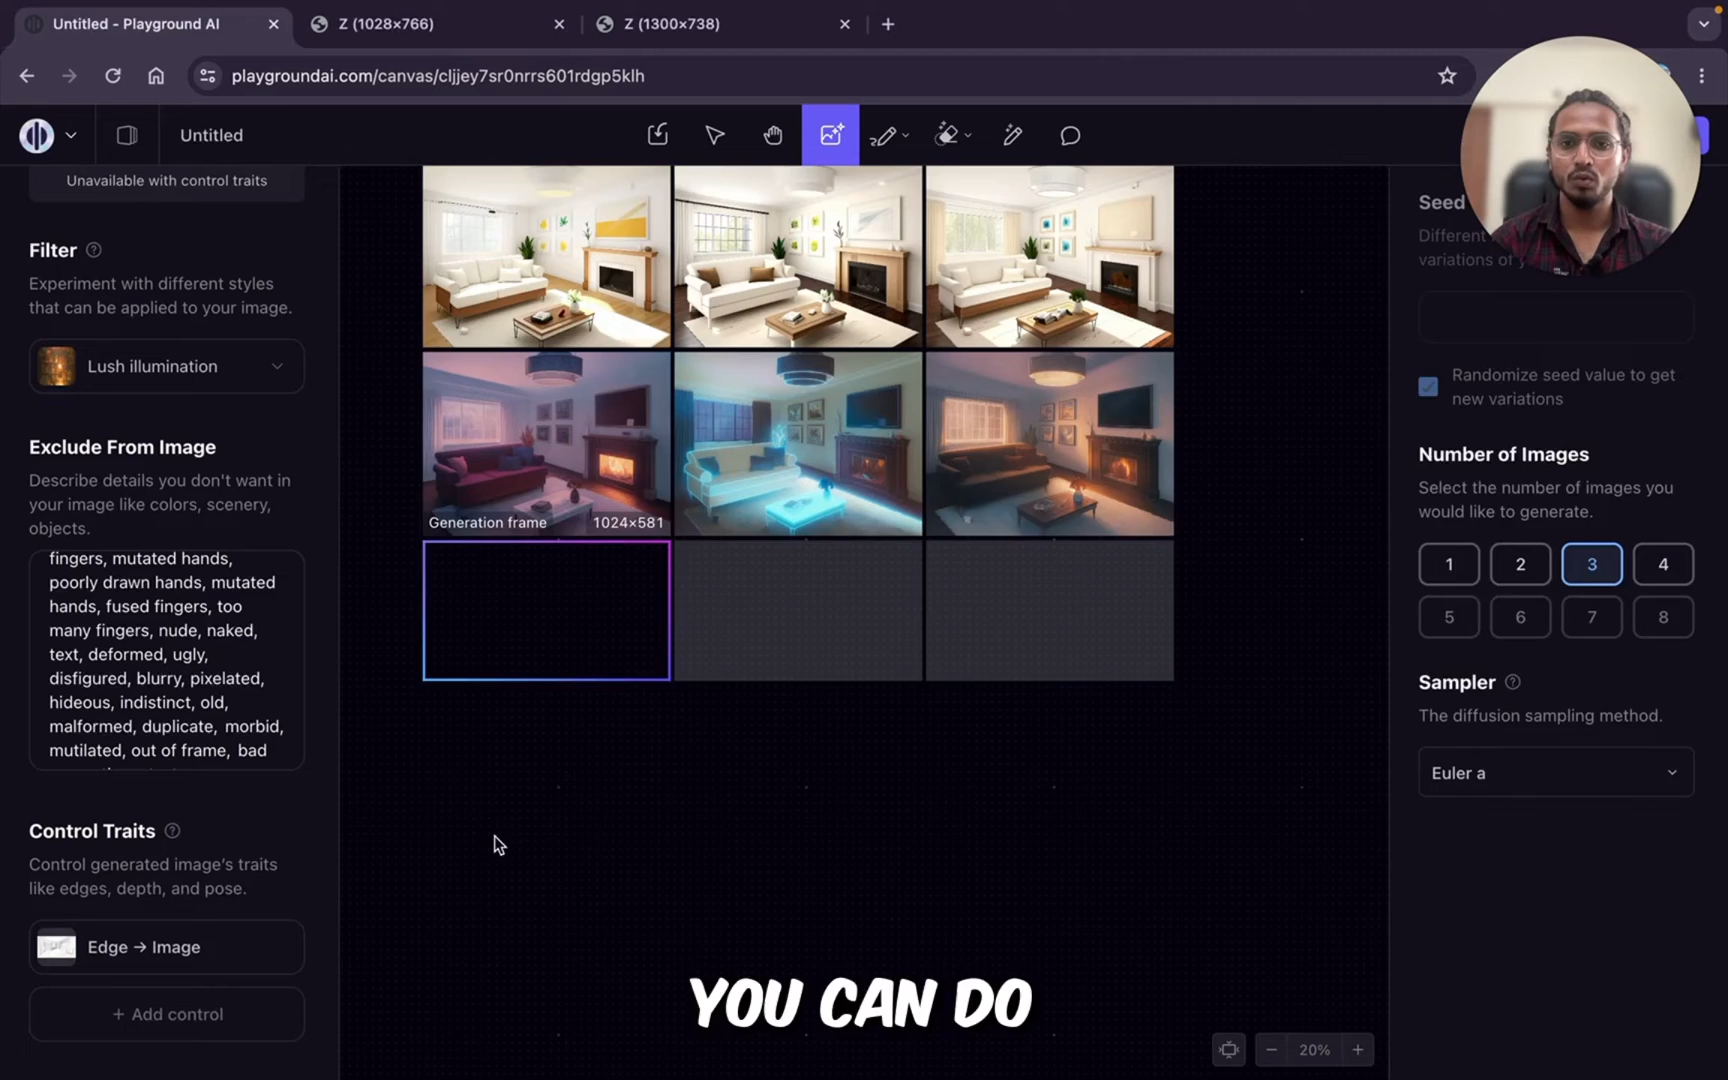 Untitled - Playground AI
Z (1028×766)
Z (1300×738)
playgroundai.com/canvas/cljjey7sr0nrrs601rdgp5klh
Untitled
Unavailable with control traits
Filter
Experiment with different styles
that can be applied to your image.
Lush illumination
Exclude From Image
Describe details you don't want in
your image like colors, scenery,
objects.
fingers, mutated hands,
poorly drawn hands, mutated
hands, fused fingers, too
many fingers, nude, naked,
text, deformed, ugly,
disfigured, blurry, pixelated,
hideous, indistinct, old,
malformed, duplicate, morbid,
mutilated, out of frame, bad
Control Traits
Control generated image's traits
like edges, depth, and pose.
Edge → Image
+ Add control
Generation frame 1024×581
YOU CAN DO
20%
Seed
Different
variations of
Randomize seed value to get
new variations
Number of Images
Select the number of images you
would like to generate.
1 2 3 4
5 6 7 8
Sampler
The diffusion sampling method.
Euler a